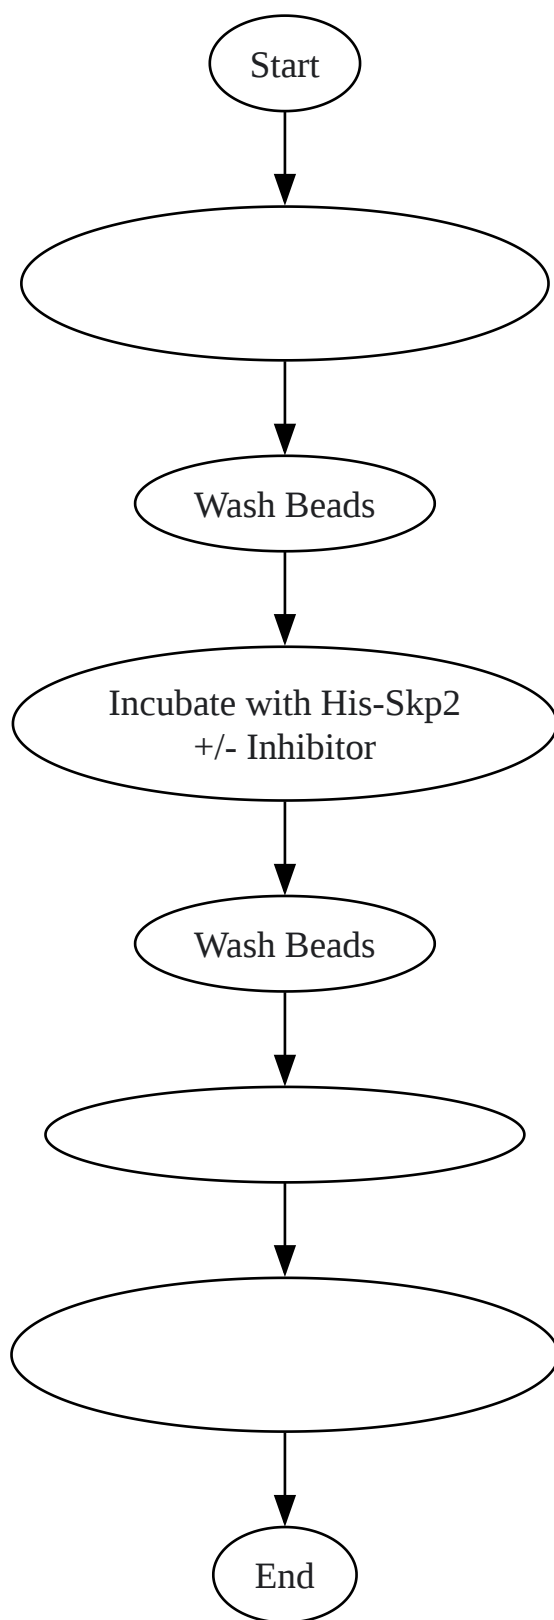 Start
Wash Beads
Incubate with His-Skp2
+/- Inhibitor
Wash Beads
End